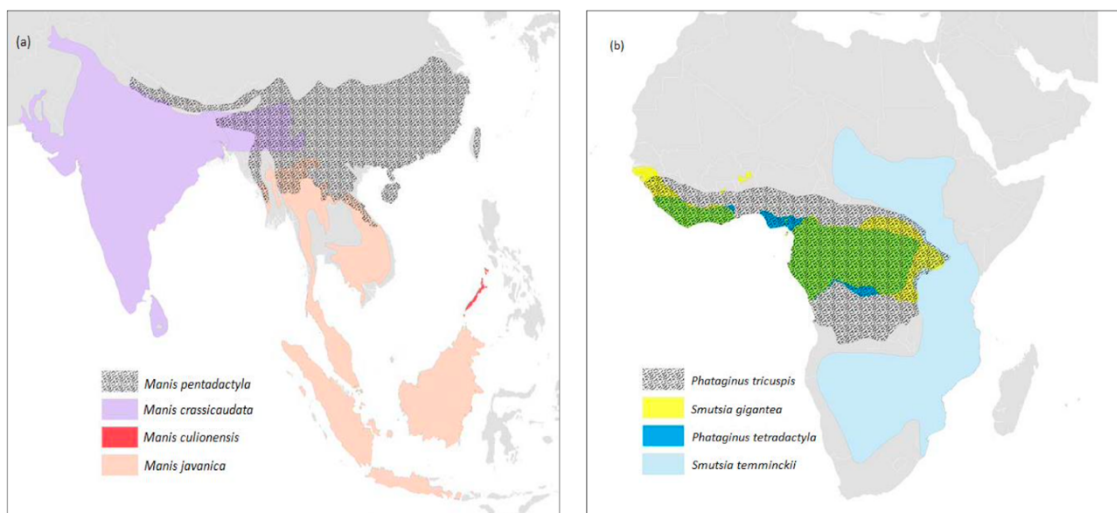 (a)
Manis pentadactyla
Manis crassicaudata
Manis culionensis
Manis javanica
(b)
Phataginus tricuspis
Smutsia gigantea
Phataginus tetradactyla
Smutsia temminckii